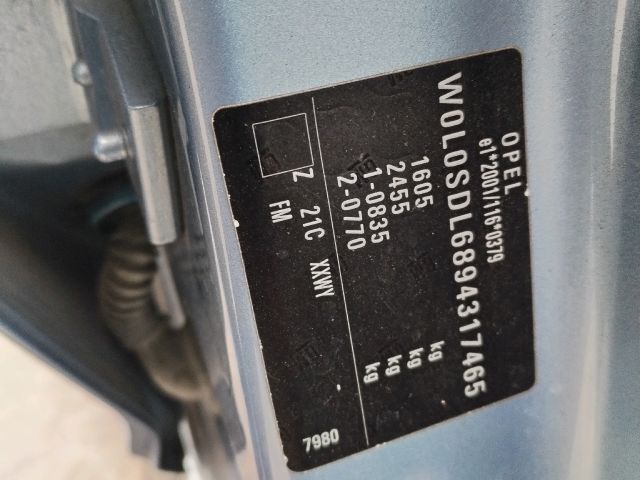 OPEL
e1*2001/116*0379
W0L0SDL6894317465
1605 kg
2455 kg
1-0835 kg
2-0770 kg
Z 21C XXWY
FM
7980